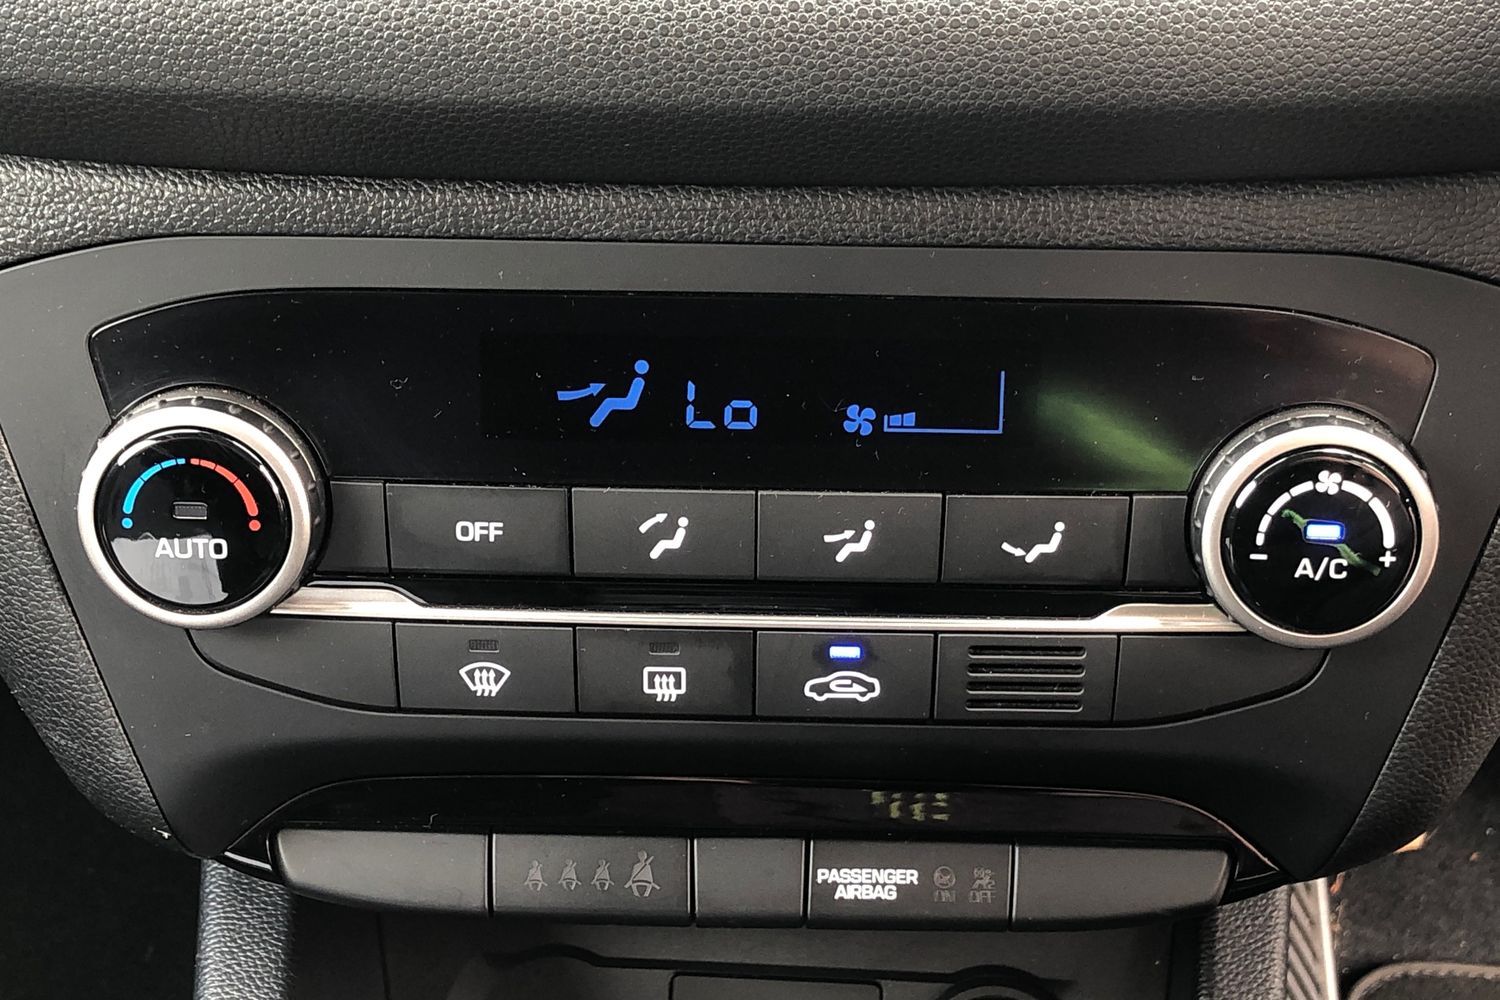 Lo
AUTO
OFF
- +
A/C
PASSENGER
AIRBAG
ON OFF